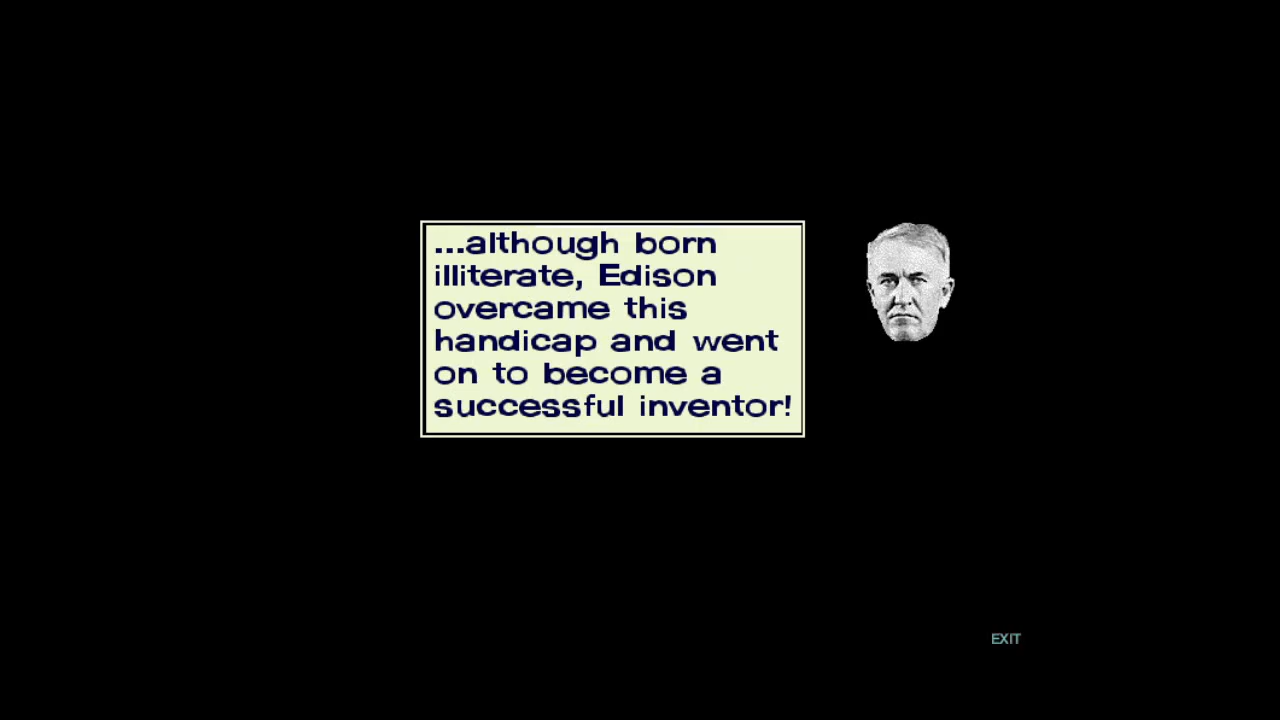 ...although born
illiterate, Edison
overcame this
handicap and went
on to become a
successful inventor!
EXIT